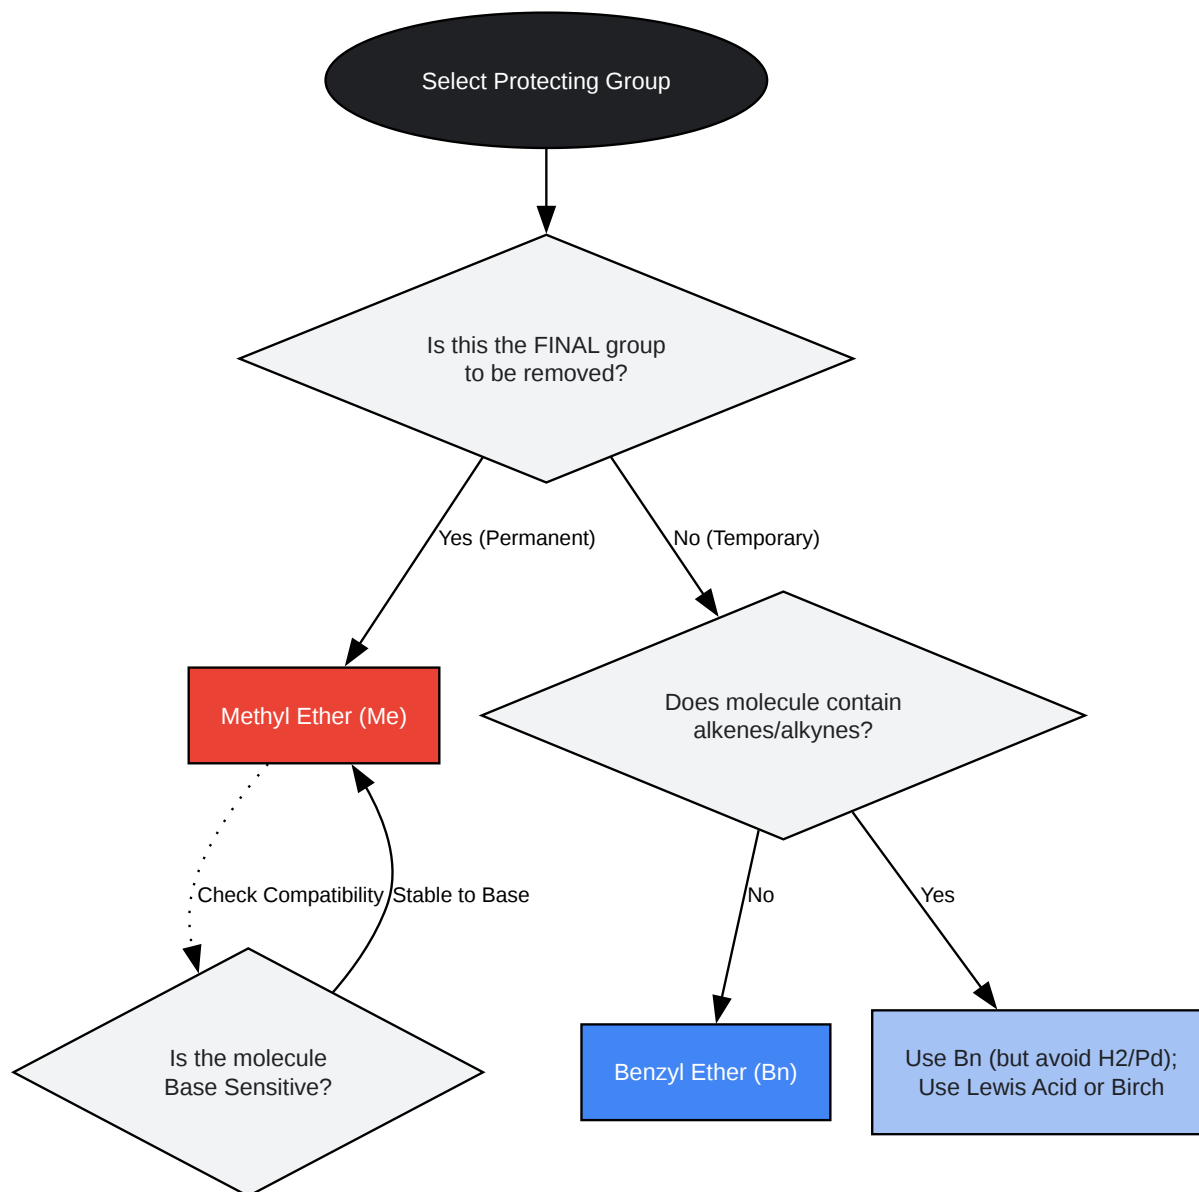 Select Protecting Group
Is this the FINAL group
to be removed?
Yes (Permanent)
No (Temporary)
Methyl Ether (Me)
Does molecule contain
alkenes/alkynes?
Check Compatibility
Stable to Base
No
Yes
Is the molecule
Base Sensitive?
Benzyl Ether (Bn)
Use Bn (but avoid H2/Pd);
Use Lewis Acid or Birch